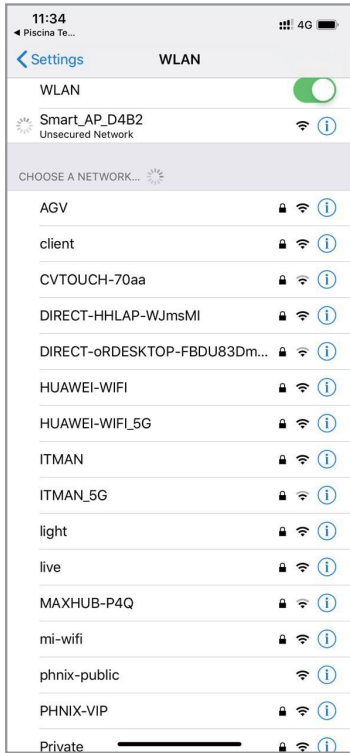 11:34
4G
◀ Piscina Te...
Settings
WLAN
WLAN
Smart_AP_D4B2
Unsecured Network
CHOOSE A NETWORK...
AGV
client
CVTOUCH-70aa
DIRECT-HHLAP-WJmsMI
DIRECT-oRDESKTOP-FBDU83Dm...
HUAWEI-WIFI
HUAWEI-WIFI_5G
ITMAN
ITMAN_5G
light
live
MAXHUB-P4Q
mi-wifi
phnix-public
PHNIX-VIP
Private